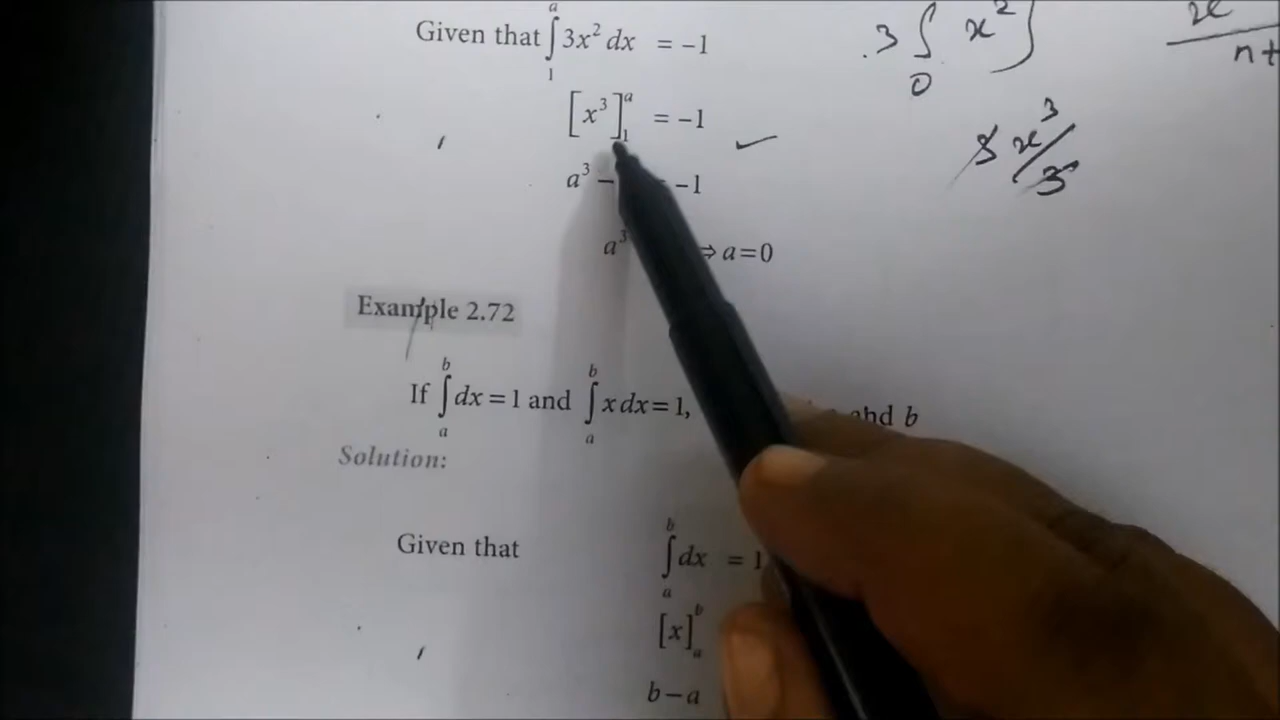 Given that ∫₁ᵃ 3x² dx = −1
[x³]₁ᵃ = −1
a³ − = −1
a³ ⇒ a=0
Example 2.72
If ∫ₐᵇ dx = 1 and ∫ₐᵇ x dx = 1, and b
Solution:
Given that ∫ₐᵇ dx = 1
[x]ₐᵇ
b − a
3 ∫₀ x²
x³/3
n+